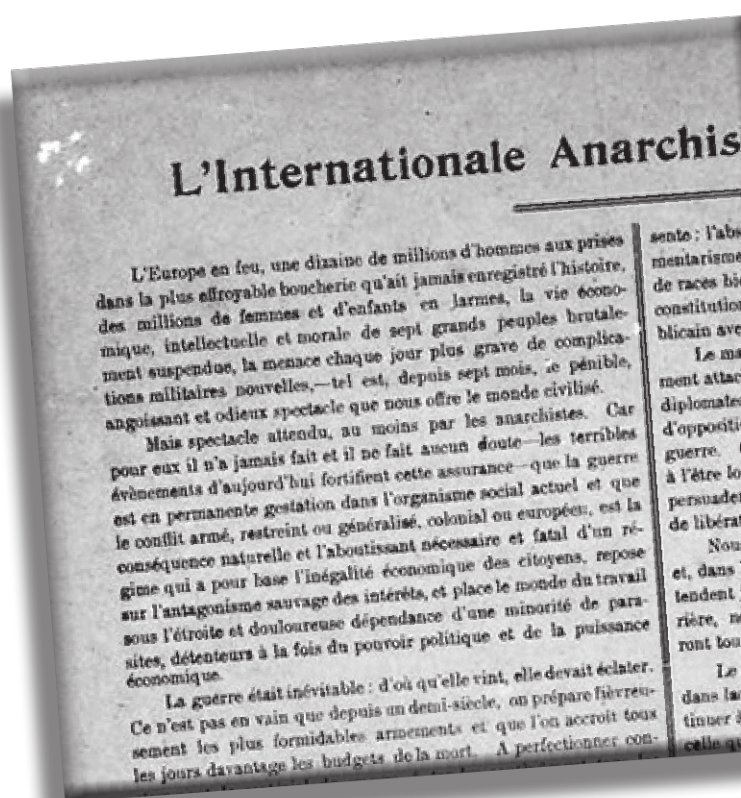 L'Internationale Anarchis
L'Europe en feu, une dizaine de millions d'hommes aux prises
dans la plus effroyable boucherie qu'ait jamais enregistré l'histoire,
des millions de femmes et d'enfants en larmes, la vie écono-
mique, intellectuelle et morale de sept grands peuples brutale-
ment suspendue, la menace chaque jour plus grave de complica-
tions militaires nouvelles,—tel est, depuis sept mois, le pénible,
angoissant et odieux spectacle que nous offre le monde civilisé.
Mais spectacle attendu, au moins par les anarchistes. Car
pour eux il n'a jamais fait et il ne fait aucun doute—les terribles
évènements d'aujourd'hui fortifient cette assurance—que la guerre
est en permanente gestation dans l'organisme social actuel et que
le conflit armé, restreint ou généralisé, colonial ou européen, est la
conséquence naturelle et l'aboutissant nécessaire et fatal d'un ré-
gime qui a pour base l'inégalité économique des citoyens, repose
sur l'antagonisme sauvage des intérêts, et place le monde du travail
sous l'étroite et douloureuse dépendance d'une minorité de para-
sites, détenteurs à la fois du pouvoir politique et de la puissance
économique.
La guerre était inévitable : d'où qu'elle vint, elle devait éclater.
Ce n'est pas en vain que depuis un demi-siècle, on prépare fiévreu-
sement les plus formidables armements et que l'on accroit tous
les jours davantage les budgets de la mort. A perfectionner con-
sente ; l'abs
mentarisme
de races bi
constitution
blicain ave
Le ma
ment attac
diplomates
d'oppositi
guerre.
à l'être lo
persuader
de libérat
Nou
et, dans
tendent
rière, n
ront tou
Le
dans la
tinuer à
celle qu